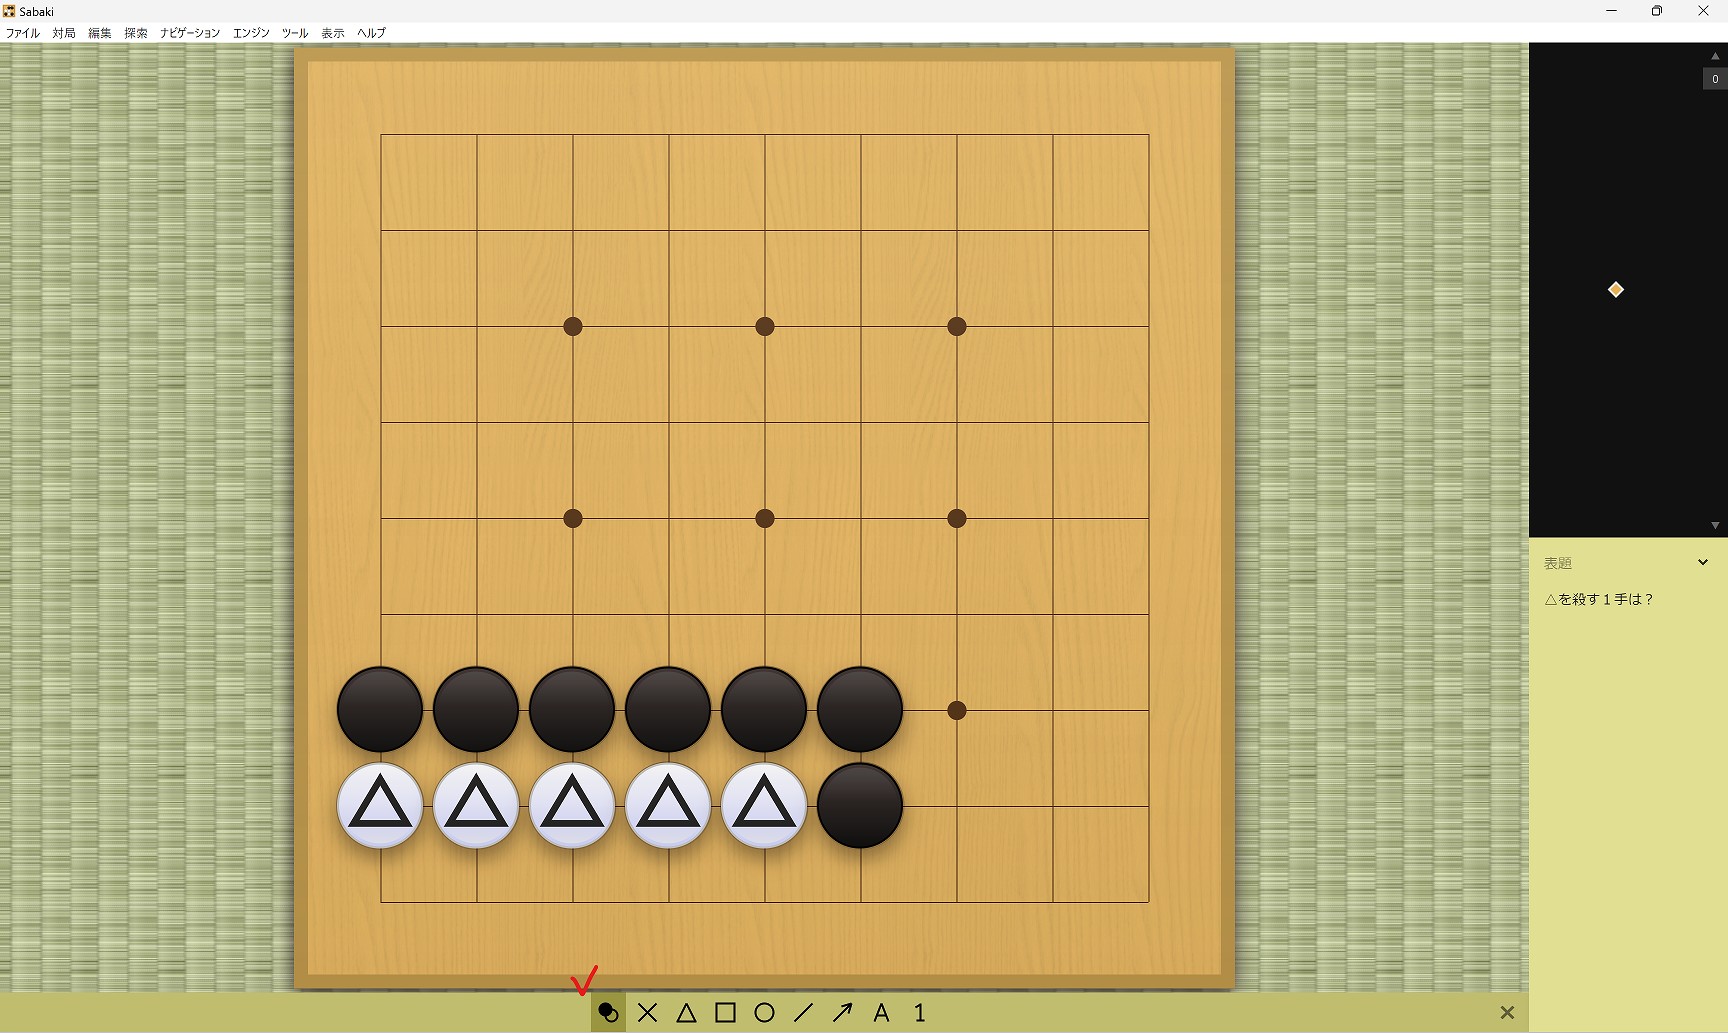 Sabaki
ファイル 対局 編集 探索 ナビゲーション エンジン ツール 表示 ヘルプ
0
表題
△を殺す1手は?
A 1